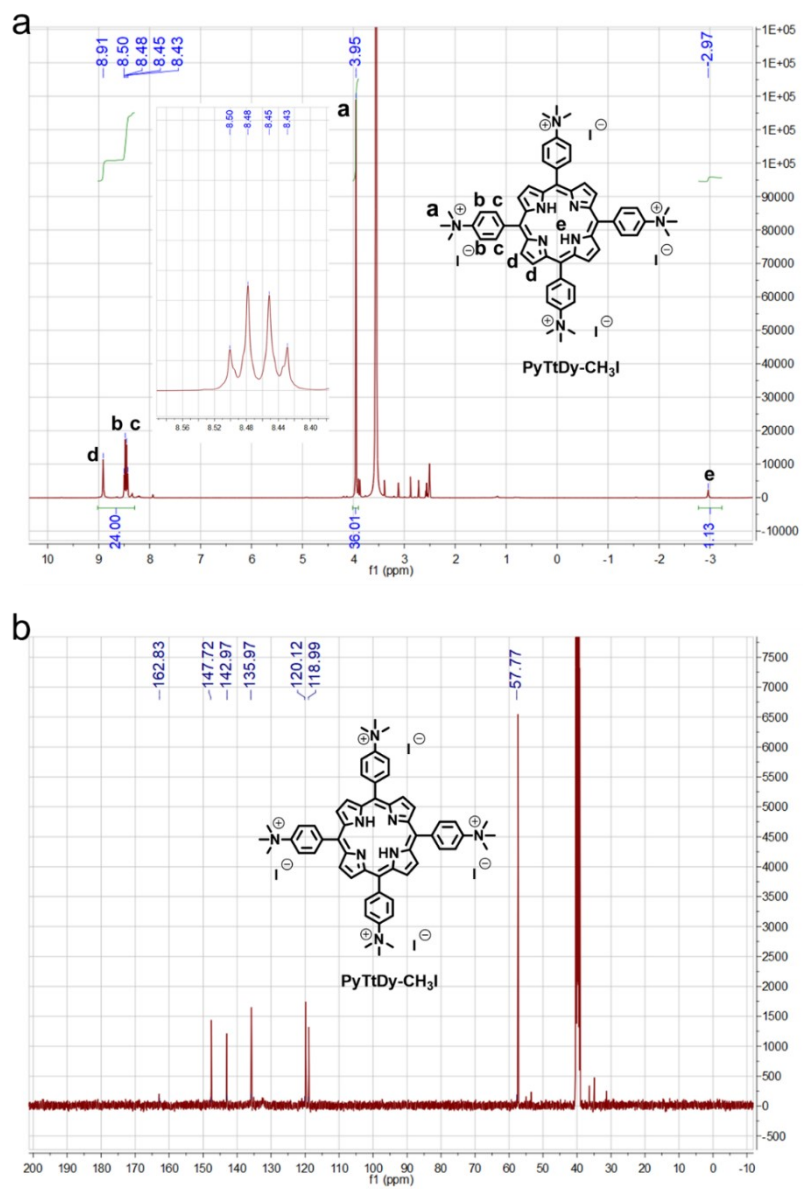 a
8.91
8.50
8.48
8.45
8.43
3.95
-2.97
1E+05
1E+05
1E+05
1E+05
1E+05
90000
80000
70000
60000
50000
40000
30000
20000
10000
0
-10000
8.50
8.48
8.45
8.43
8.56
8.52
8.48
8.44
8.40
a
N
+
I
-
a
N
+
b
c
NH
N
e
N
HN
b
c
d
d
I
-
N
+
I
-
N
+
I
-
PyTtDy-CH3I
d
b c
e
24.00
36.01
1.13
10 9 8 7 6 5 4 3 2 1 0 -1 -2 -3
f1 (ppm)
b
162.83
147.72
142.97
135.97
120.12
118.99
57.77
7500
7000
6500
6000
5500
5000
4500
4000
3500
3000
2500
2000
1500
1000
500
0
-500
N
+
I
-
N
+
NH
N
N
HN
I
-
N
+
I
-
N
+
I
-
PyTtDy-CH3I
200 190 180 170 160 150 140 130 120 110 100 90 80 70 60 50 40 30 20 10 0 -10
f1 (ppm)